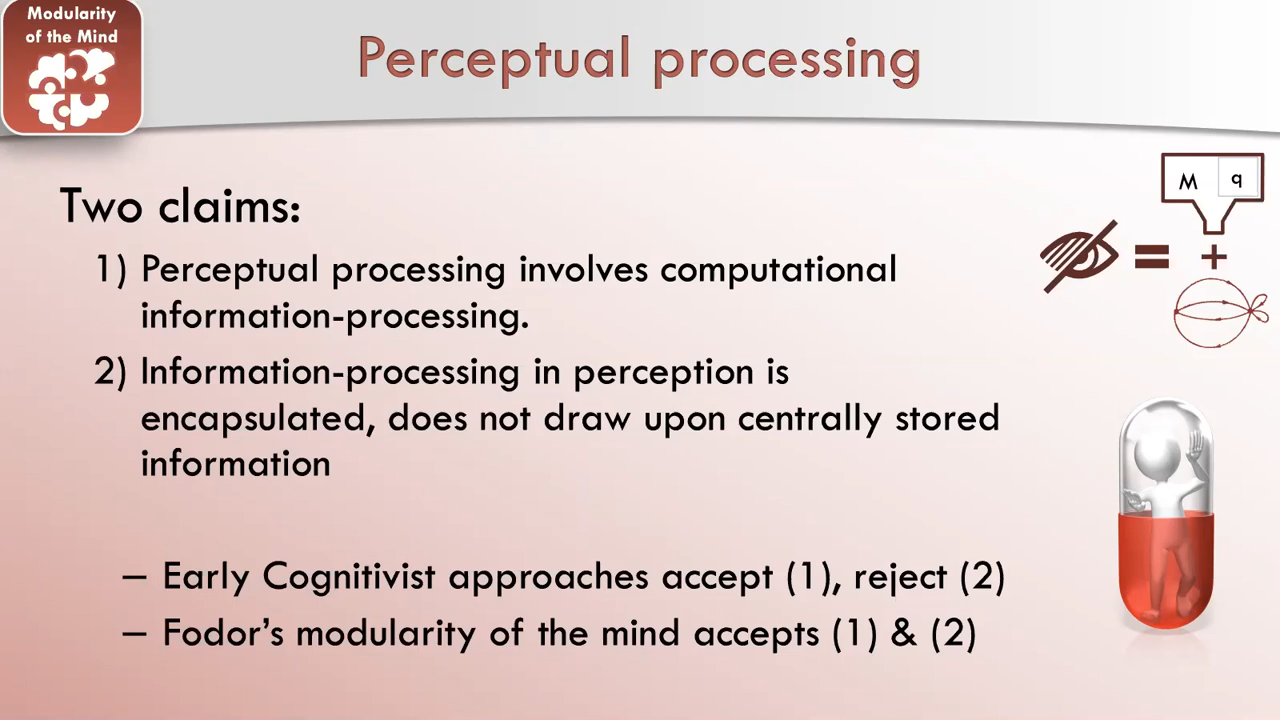 Modularity
of the Mind
Perceptual processing
Two claims:
1) Perceptual processing involves computational
information-processing.
2) Information-processing in perception is
encapsulated, does not draw upon centrally stored
information
– Early Cognitivist approaches accept (1), reject (2)
– Fodor’s modularity of the mind accepts (1) & (2)
M q
= +